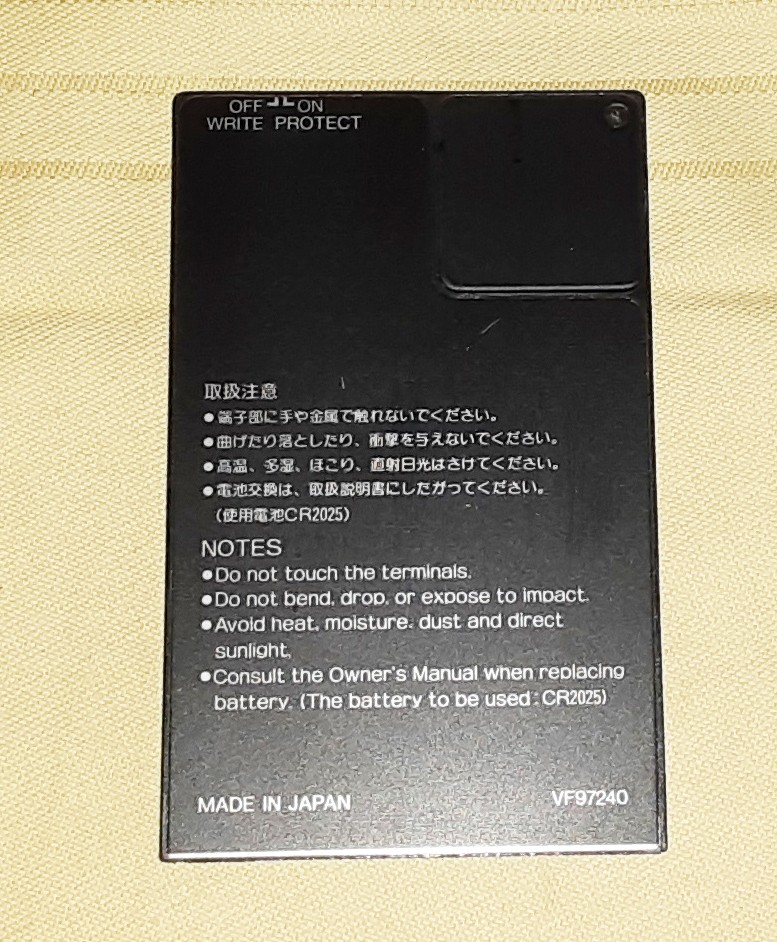 OFF ON
WRITE PROTECT
取扱注意
●端子部に手や金属で触れないでください。
●曲げたり落としたり、衝撃を与えないでください。
●高温、多湿、ほこり、直射日光はさけてください。
●電池交換は、取扱説明書にしたがってください。
(使用電池CR2025)
NOTES
●Do not touch the terminals.
●Do not bend, drop, or expose to impact.
●Avoid heat, moisture, dust and direct
sunlight.
●Consult the Owner's Manual when replacing
battery. (The battery to be used: CR2025)
MADE IN JAPAN VF97240